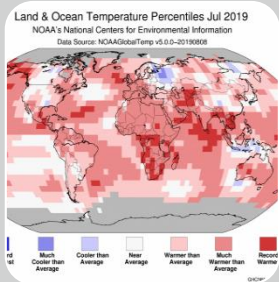 Land & Ocean Temperature Percentiles Jul 2019
NOAA's National Centers for Environmental Information
Data Source: NOAAGlobalTemp v5.0.0–20190808
Much Cooler than Average
Cooler than Average
Near Average
Warmer than Average
Much Warmer than Average
Record